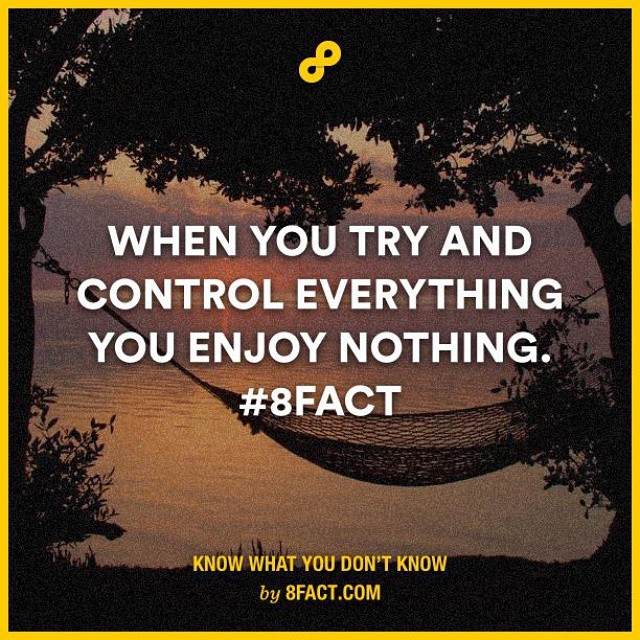 WHEN YOU TRY AND
CONTROL EVERYTHING
YOU ENJOY NOTHING.
#8FACT
KNOW WHAT YOU DON'T KNOW
by 8FACT.COM